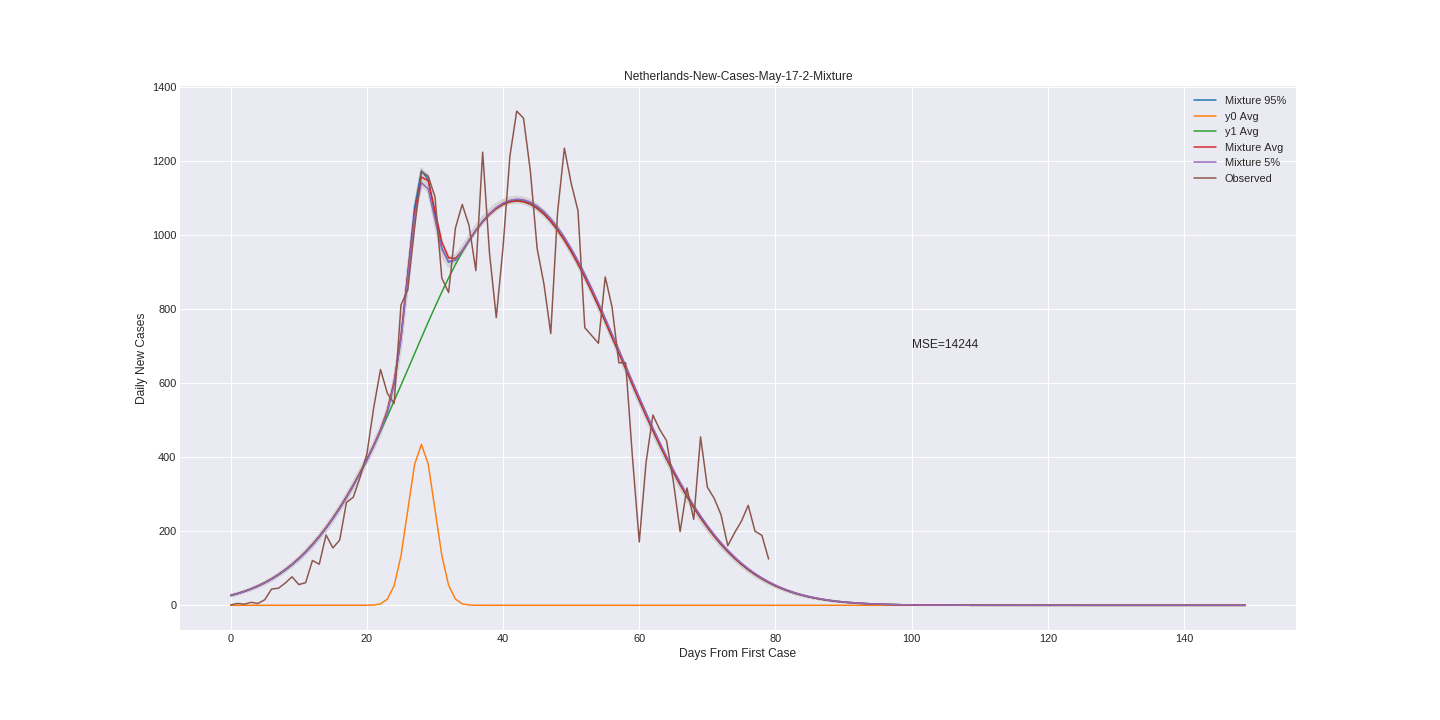 Netherlands-New-Cases-May-17-2-Mixture
1400
1200
1000
800
600
400
200
0
Daily New Cases
Mixture 95%
y0 Avg
y1 Avg
Mixture Avg
Mixture 5%
Observed
MSE=14244
0 20 40 60 80 100 120 140
Days From First Case